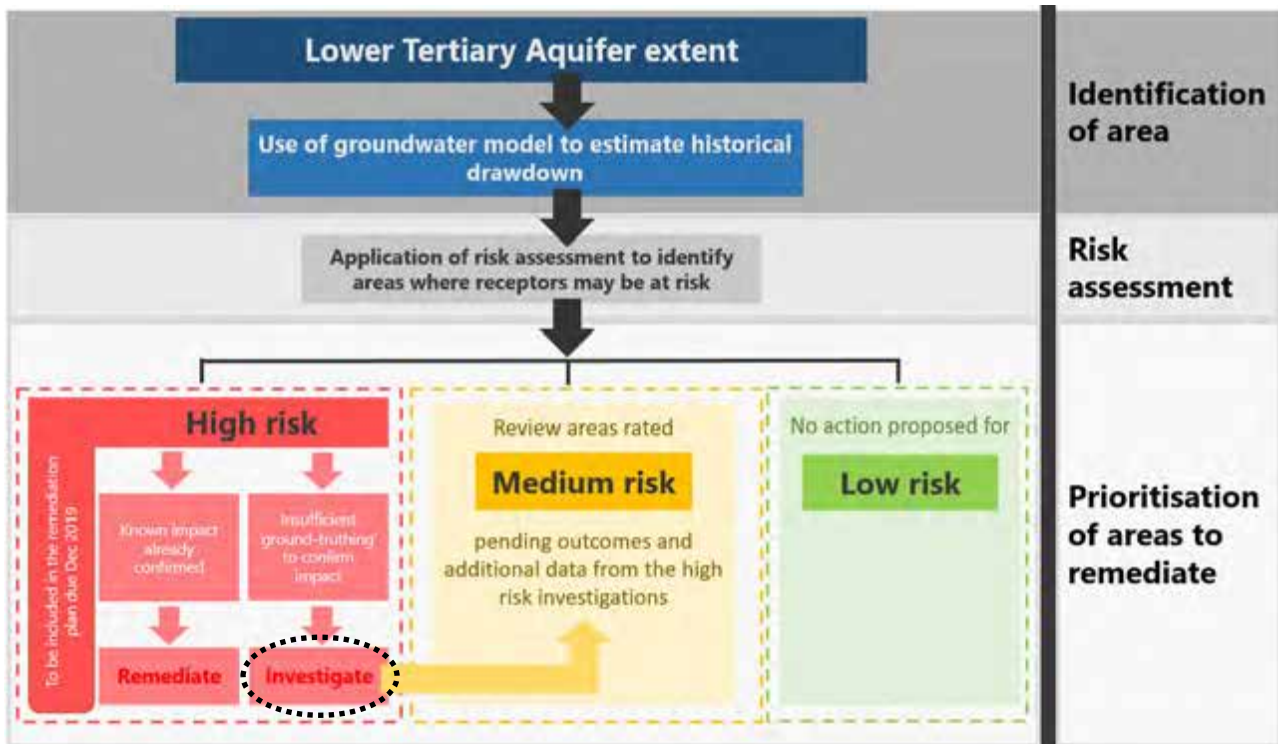 Lower Tertiary Aquifer extent
Use of groundwater model to estimate historical
drawdown
Identification
of area
Application of risk assessment to identify
areas where receptors may be at risk
Risk
assessment
To be included in the remediation
plan due Dec 2019
High risk
Known impact
already
confirmed
Insufficient
ground-truthing
to confirm
impact
Remediate
Investigate
Review areas rated
Medium risk
pending outcomes and
additional data from the high
risk investigations
No action proposed for
Low risk
Prioritisation
of areas to
remediate